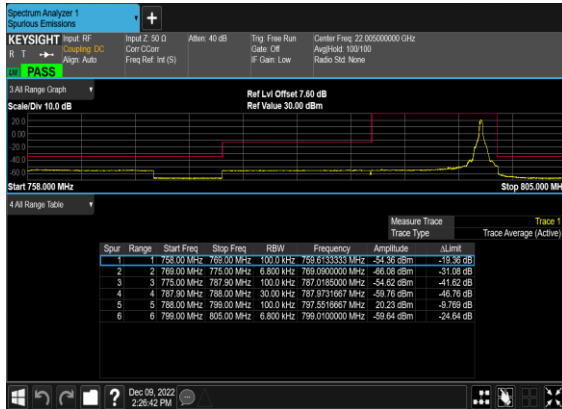 Spectrum Analyzer 1
Spurious Emissions
+
KEYSIGHT Input: RF Input Z: 50 Ω Atten: 40 dB Trig: Free Run Center Freq: 22.005000000 GHz
R T Coupling: DC Corr CCorr Gate: Off Avg|Hold: 100/100
Align: Auto Freq Ref: Int (S) IF Gain: Low Radio Std: None
LXI PASS
3 All Range Graph Ref Lvl Offset 7.60 dB
Scale/Div 10.0 dB Ref Value 30.00 dBm
20.0
0.00
-20.0
-40.0
-60.0
Start 758.000 MHz Stop 805.000 MH
4 All Range Table
Measure Trace Trace 1
Trace Type Trace Average (Active)
Spur Range Start Freq Stop Freq RBW Frequency Amplitude ΔLimit
1 1 758.00 MHz 769.00 MHz 100.0 kHz 759.6133333 MHz -54.36 dBm -19.36 dB
2 2 769.00 MHz 775.00 MHz 6.800 kHz 769.0900000 MHz -66.08 dBm -31.08 dB
3 3 775.00 MHz 787.90 MHz 100.0 kHz 787.0185000 MHz -54.62 dBm -41.62 dB
4 4 787.90 MHz 788.00 MHz 30.00 kHz 787.9731667 MHz -59.76 dBm -46.76 dB
5 5 788.00 MHz 799.00 MHz 100.0 kHz 797.5516667 MHz 20.23 dBm -9.769 dB
6 6 799.00 MHz 805.00 MHz 6.800 kHz 799.0100000 MHz -59.64 dBm -24.64 dB
? Dec 09, 2022
2:26:42 PM